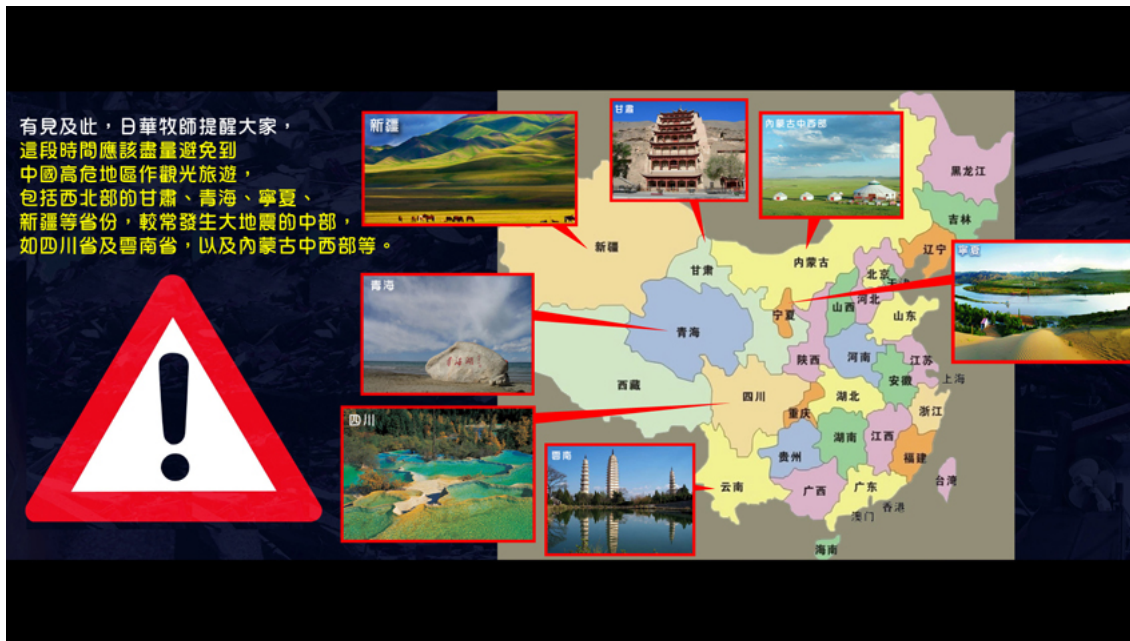 有見及此，日華牧師提醒大家，
這段時間應該盡量避免到
中國高危地區作觀光旅遊，
包括西北部的甘肅、青海、寧夏、
新疆等省份，較常發生大地震的中部，
如四川省及雲南省，以及內蒙古中西部等。
新疆
甘肅
內蒙古中西部
寧夏
青海
四川
雲南
黑龙江
吉林
辽宁
新疆
甘肃
内蒙古
北京
河北
山西
山东
宁夏
青海
陕西
河南
江苏
安徽
上海
西藏
四川
重庆
湖北
浙江
贵州
湖南
江西
福建
云南
广西
广东
台湾
香港
澳门
海南